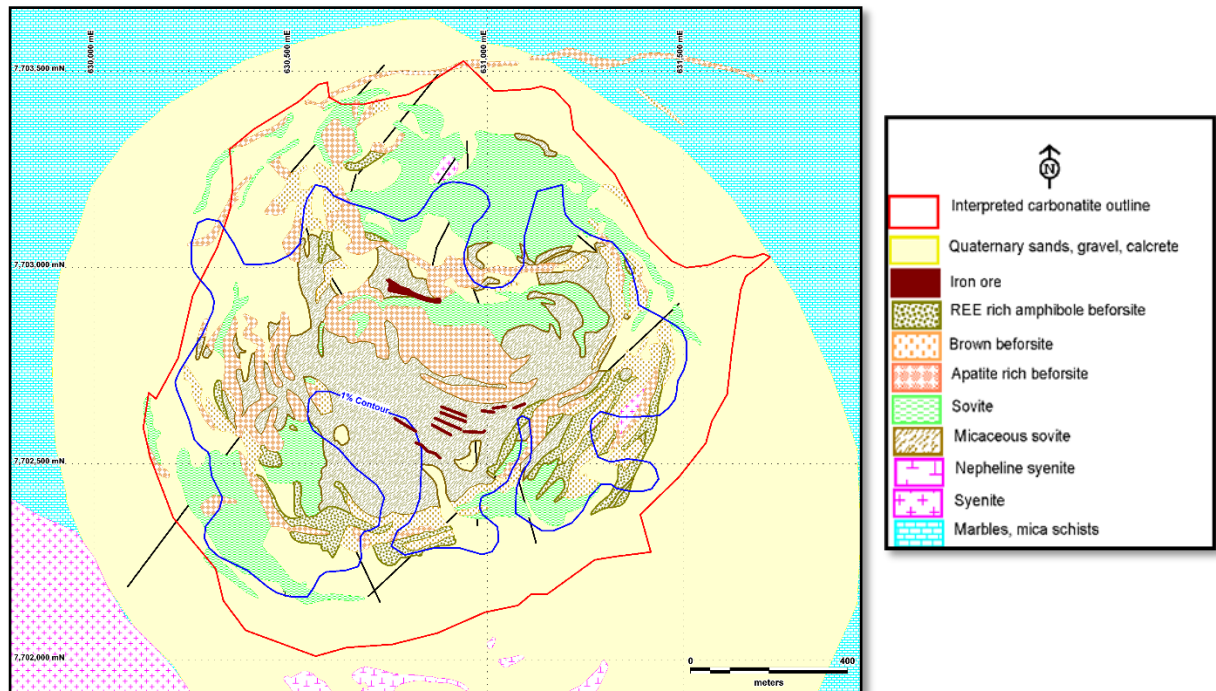 630,000 mE
630,500 mE
631,000 mE
631,500 mE
7,703,500 mN
7,703,000 mN
1% Contour
7,702,500 mN
7,702,000 mN
0
400
meters
N
Interpreted carbonatite outline
Quaternary sands, gravel, calcrete
Iron ore
REE rich amphibole beforsite
Brown beforsite
Apatite rich beforsite
Sovite
Micaceous sovite
Nepheline syenite
Syenite
Marbles, mica schists